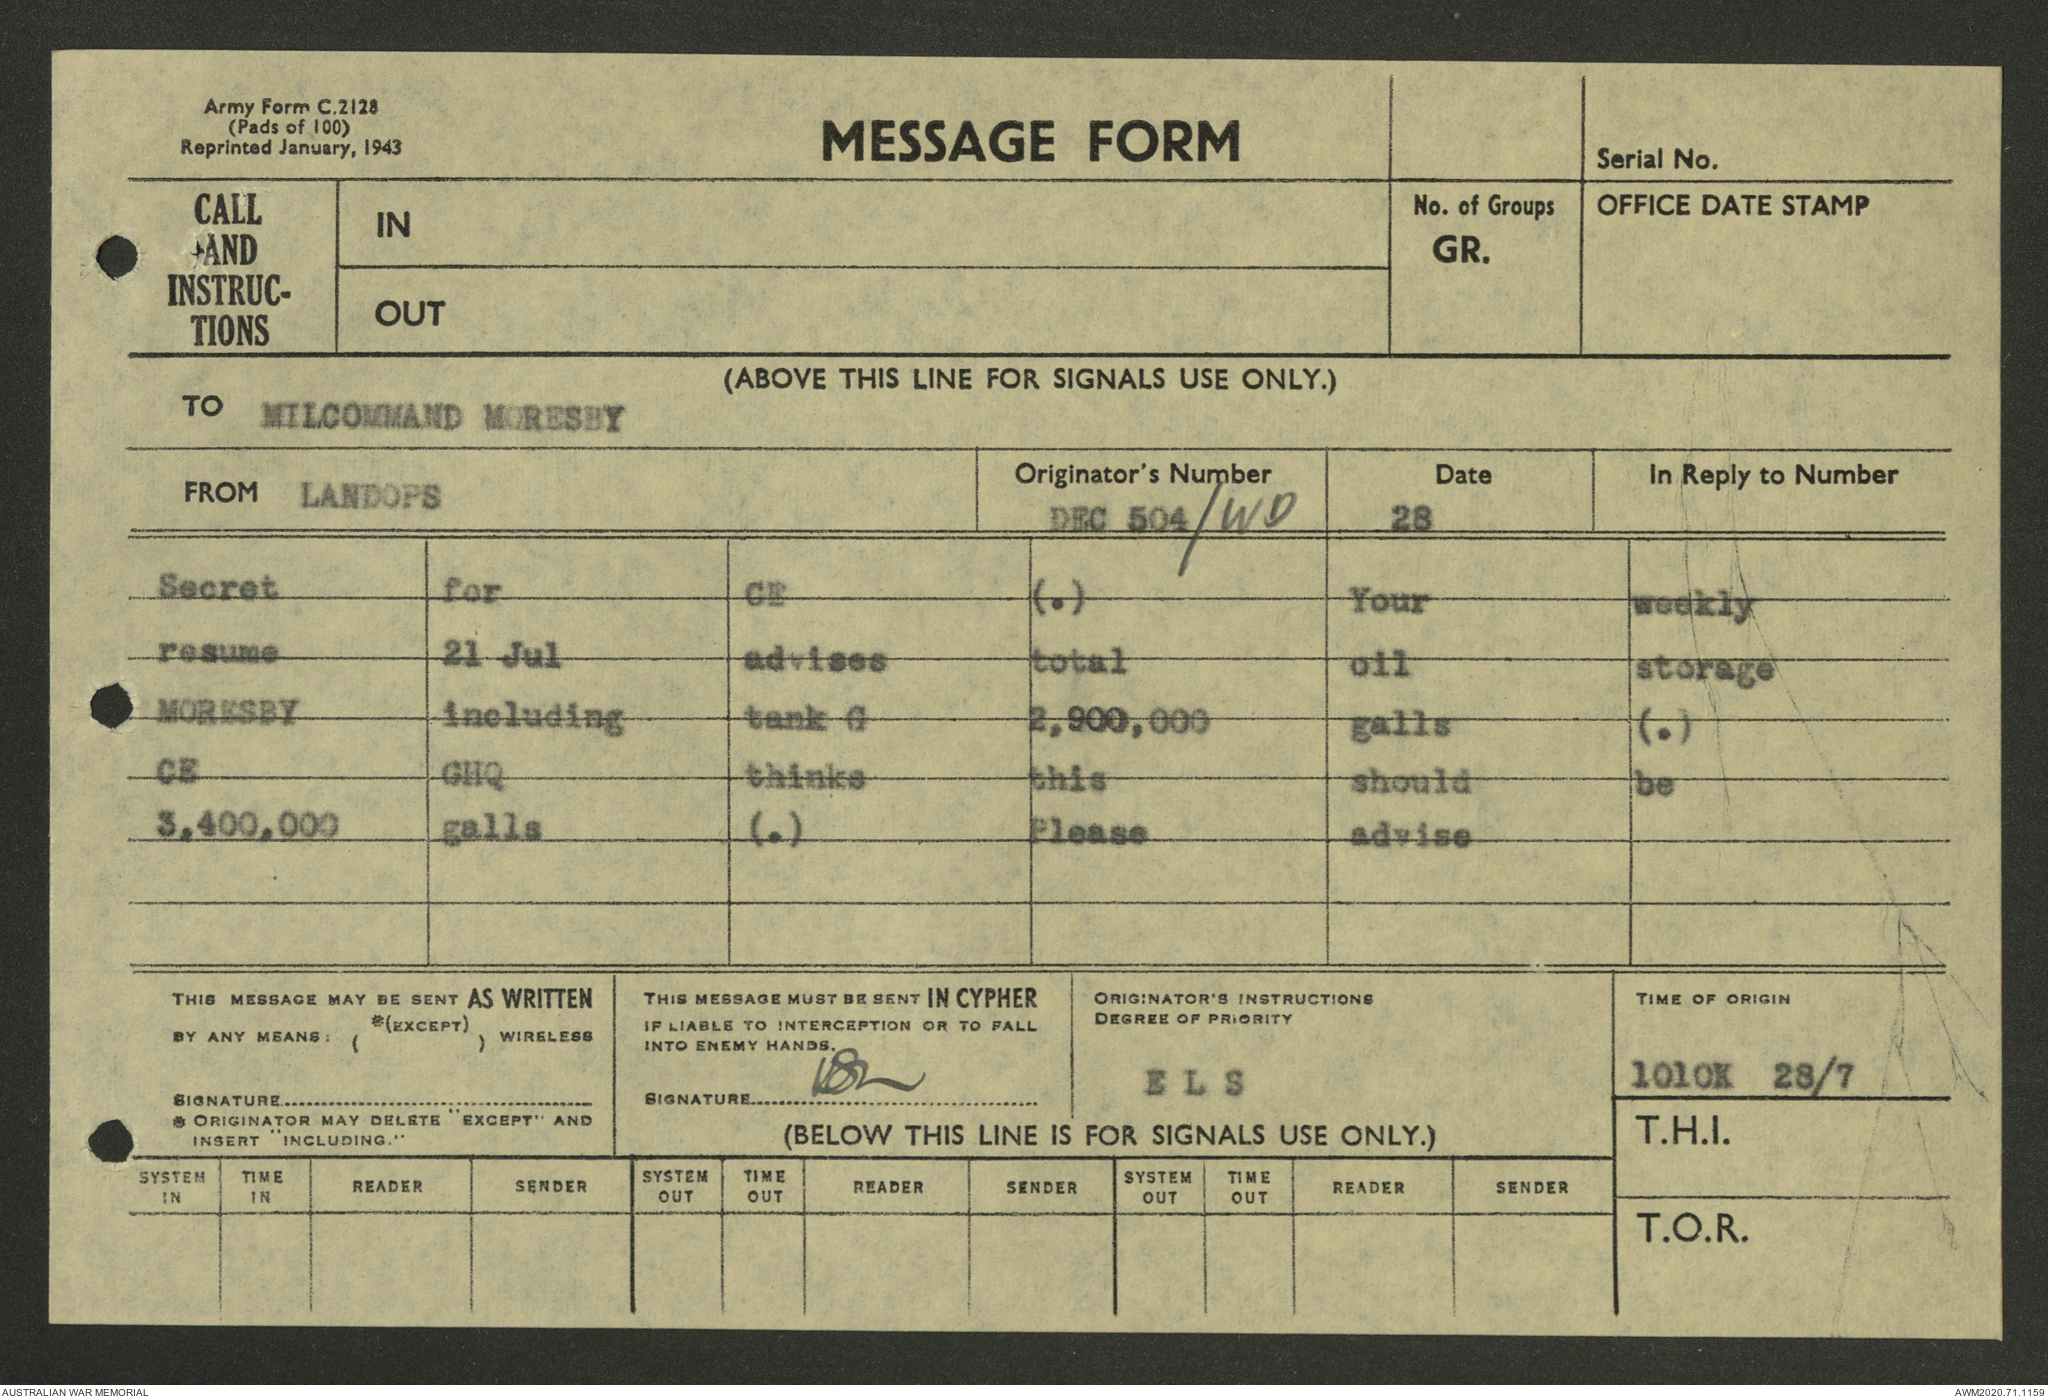 Army Form C.2128
(Pads of 100)
Reprinted January, 1943
MESSAGE FORM
Serial No.
CALL
AND
INSTRUC-
TIONS
IN
OUT
No. of Groups
GR.
OFFICE DATE STAMP
(ABOVE THIS LINE FOR SIGNALS USE ONLY.)
TO MILCOMMAND MORESBY
FROM LANDOPS
Originator's Number
DEC 504/WD
Date
28
In Reply to Number
Secret for CE (.) Your weekly
resume 21 Jul advises total oil storage
MORESBY including tank G 2,900,000 galls (.)
CE GHQ thinks this should be
3,400,000 galls (.) Please advise
THIS MESSAGE MAY BE SENT AS WRITTEN
BY ANY MEANS: ( *(EXCEPT) ) WIRELESS
SIGNATURE
* ORIGINATOR MAY DELETE "EXCEPT" AND
INSERT "INCLUDING."
THIS MESSAGE MUST BE SENT IN CYPHER
IF LIABLE TO INTERCEPTION OR TO FALL
INTO ENEMY HANDS.
SIGNATURE
ORIGINATOR'S INSTRUCTIONS
DEGREE OF PRIORITY
E L S
TIME OF ORIGIN
1010K 28/7
(BELOW THIS LINE IS FOR SIGNALS USE ONLY.)
T.H.I.
T.O.R.
SYSTEM IN
TIME IN
READER
SENDER
SYSTEM OUT
TIME OUT
READER
SENDER
SYSTEM OUT
TIME OUT
READER
SENDER
AUSTRALIAN WAR MEMORIAL
AWM2020.71.1159